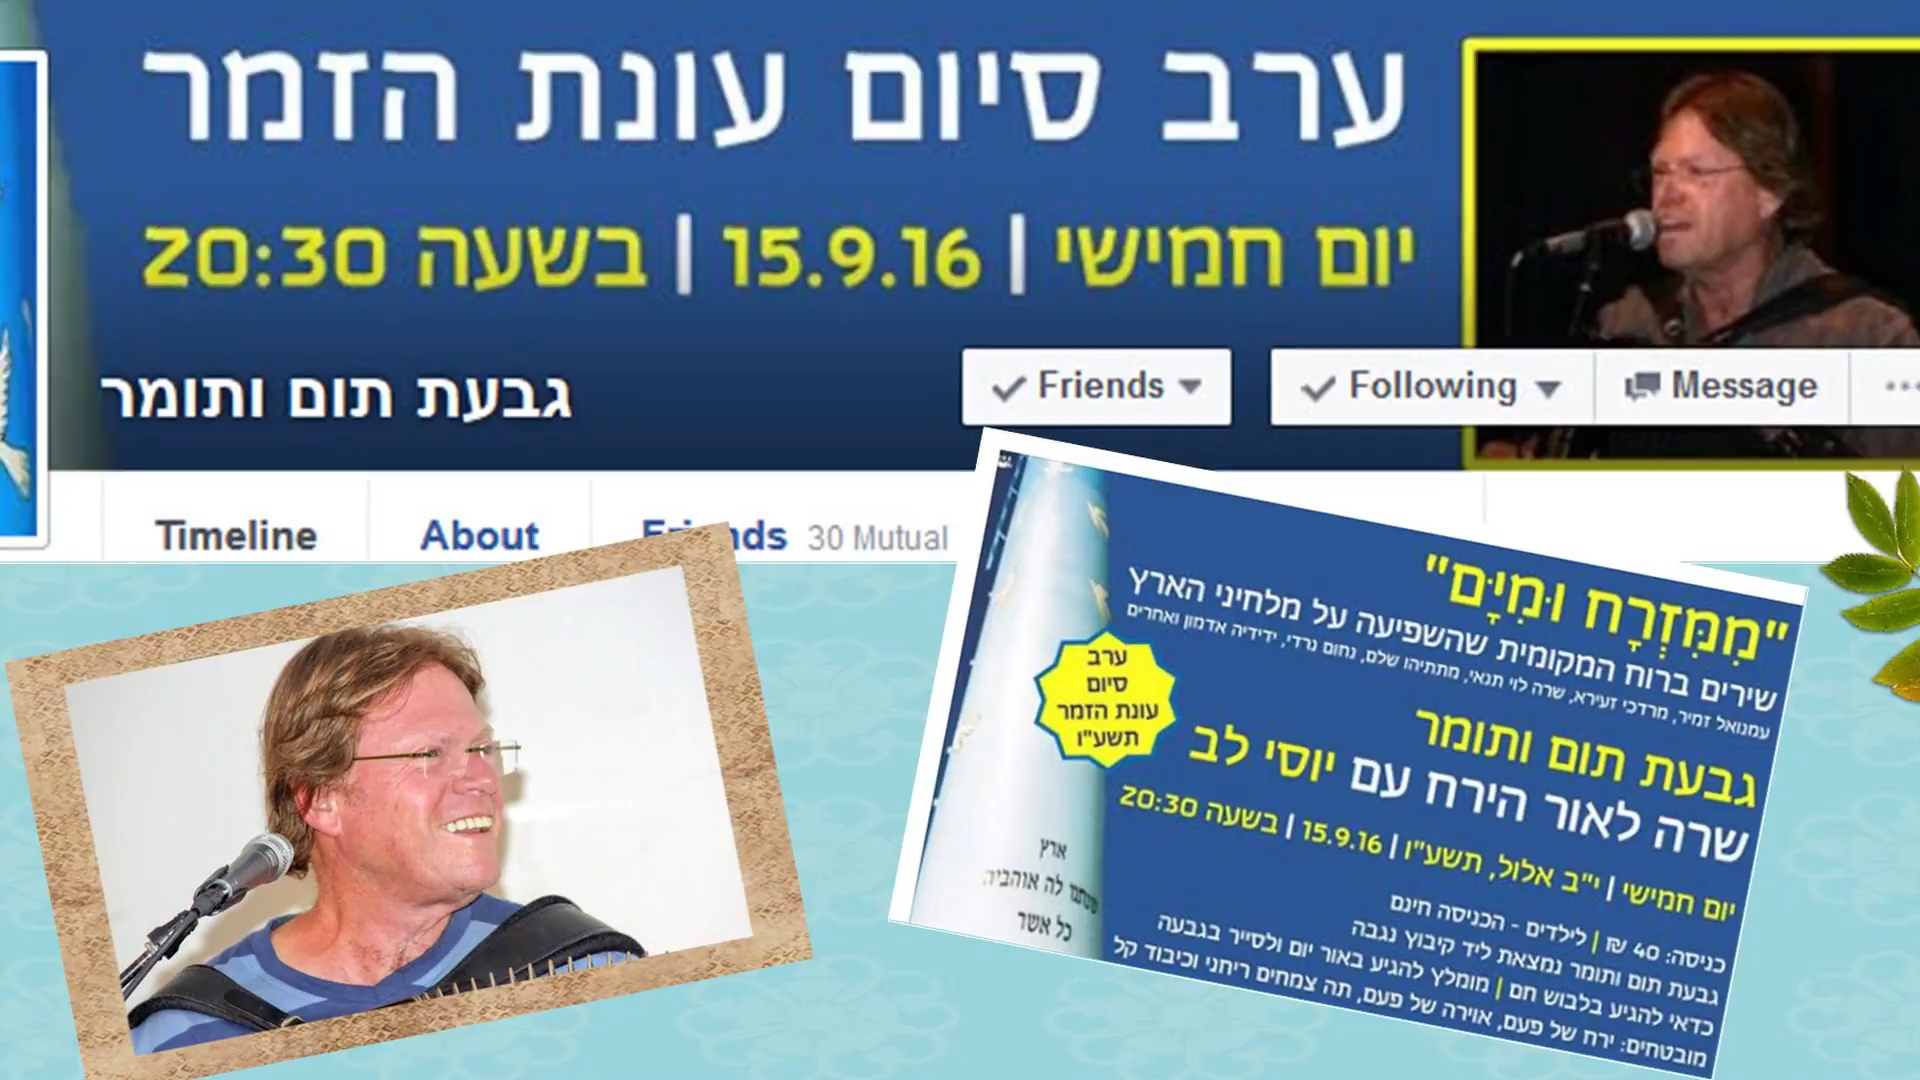 ערב סיום עונת הזמר
יום חמישי | 15.9.16 | בשעה 20:30
גבעת תום ותומר
Friends
Following
Message
Timeline
About
Friends 30 Mutual
"מִמִּזְרָח וּמִיָּם"
שירים ברוח המקומית שהשפיעה על מלחיני הארץ
עמנואל זמיר, מרדכי זעירא, שרה לוי תנאי, מתתיהו שלם, נחום נרדי, ידידיה אדמון ואחרים
ערב
סיום
עונת הזמר
תשע"ו
גבעת תום ותומר
שרה לאור הירח עם יוסי לב
יום חמישי | י"ב אלול, תשע"ו | 15.9.16 | בשעה 20:30
כניסה: 40 ₪ | לילדים - הכניסה חינם
גבעת תום ותומר נמצאת ליד קיבוץ נגבה
כדאי להגיע בלבוש חם | מומלץ להגיע באור יום ולסייר בגבעה
מובטחים: ירח של פעם, אוירה של פעם, תה צמחים ריחני וכיבוד קל
ארץ
לה אוהביה
כל אשר